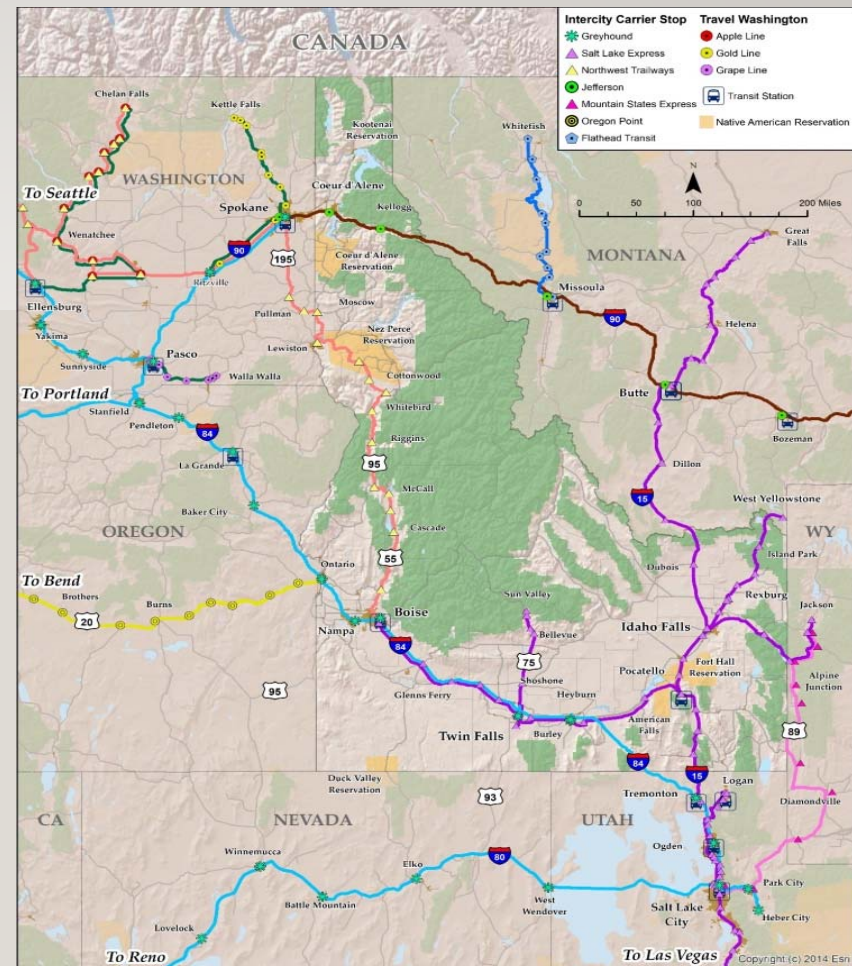 CANADA
Intercity Carrier Stop
Greyhound
Salt Lake Express
Northwest Trailways
Jefferson
Mountain States Express
Oregon Point
Flathead Transit
Travel Washington
Apple Line
Gold Line
Grape Line
Transit Station
Native American Reservation
Chelan Falls
Kettle Falls
Kootenai
Reservation
Whitefish
N
WASHINGTON
To Seattle
Coeur d'Alene
Spokane
Kellogg
0 50 100 200 Miles
Great
Falls
Wenatchee
90
195
Coeur d'Alene
Reservation
MONTANA
Ritzville
Missoula
Ellensburg
Moscow
Pullman
90
Helena
Yakima
Nez Perce
Reservation
Lewiston
Pasco
Sunnyside
Cottonwood
Walla Walla
To Portland
Butte
Stanfield
Whitebird
Pendleton
84
Bozeman
Riggins
La Grande
95
Dillon
McCall
15
West Yellowstone
Baker City
OREGON
Cascade
WY
Island Park
55
Ontario
Dubois
To Bend
Rexburg
Brothers
Burns
Sun Valley
Jackson
20
Boise
Nampa
Idaho Falls
Bellevue
84
75
Pocatello
Fort Hall
Reservation
Alpine
Junction
Shoshone
95
Glenns Ferry
Heyburn
American
Falls
89
Twin Falls
Burley
84
15
Duck Valley
Reservation
93
Tremonton
Logan
Diamondville
CA
NEVADA
UTAH
Ogden
Winnemucca
Elko
80
Park City
Battle Mountain
West
Wendover
Salt Lake
City
Heber City
Lovelock
To Reno
To Las Vegas
Copyright (c) 2014 Esri